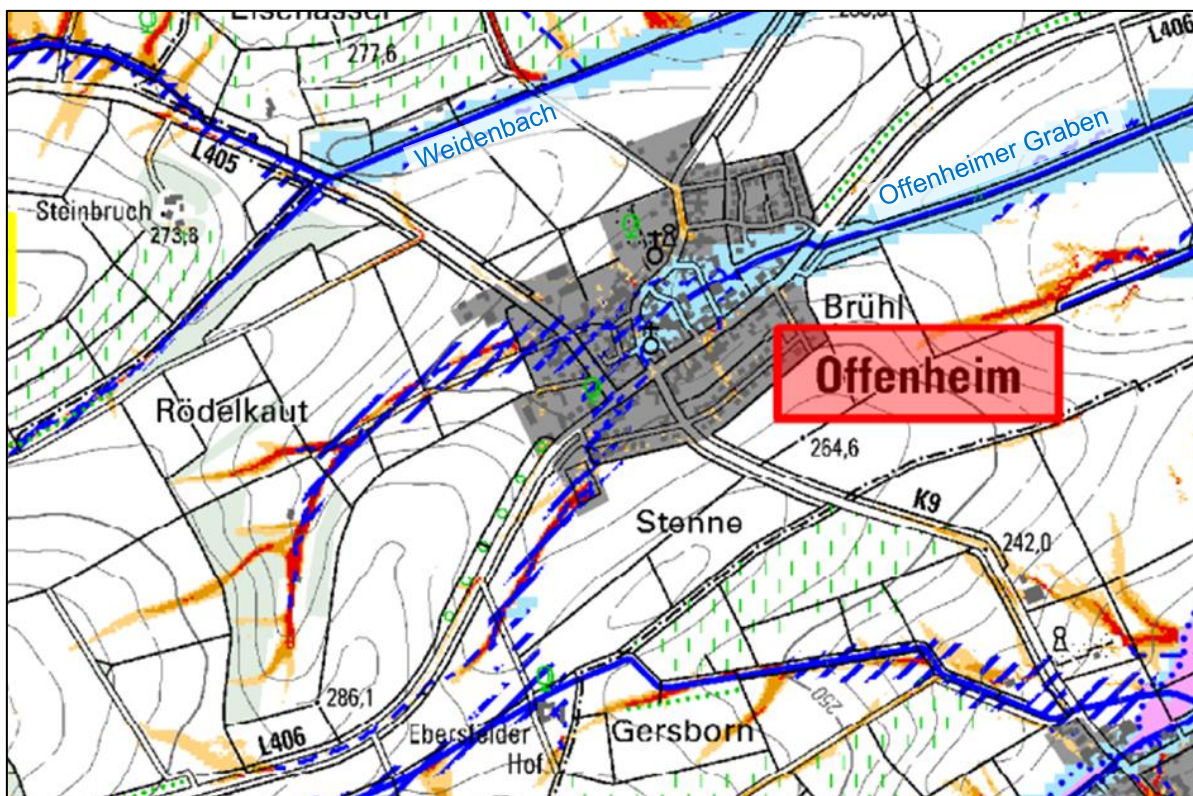 277,6
L406
Weidenbach
Offenheimer Graben
L405
Steinbruch
273,8
Brühl
Offenheim
Rödelkaut
264,6
K9
Stenne
242,0
286,1
250
L406
Ebersfelder
Hof
Gersborn